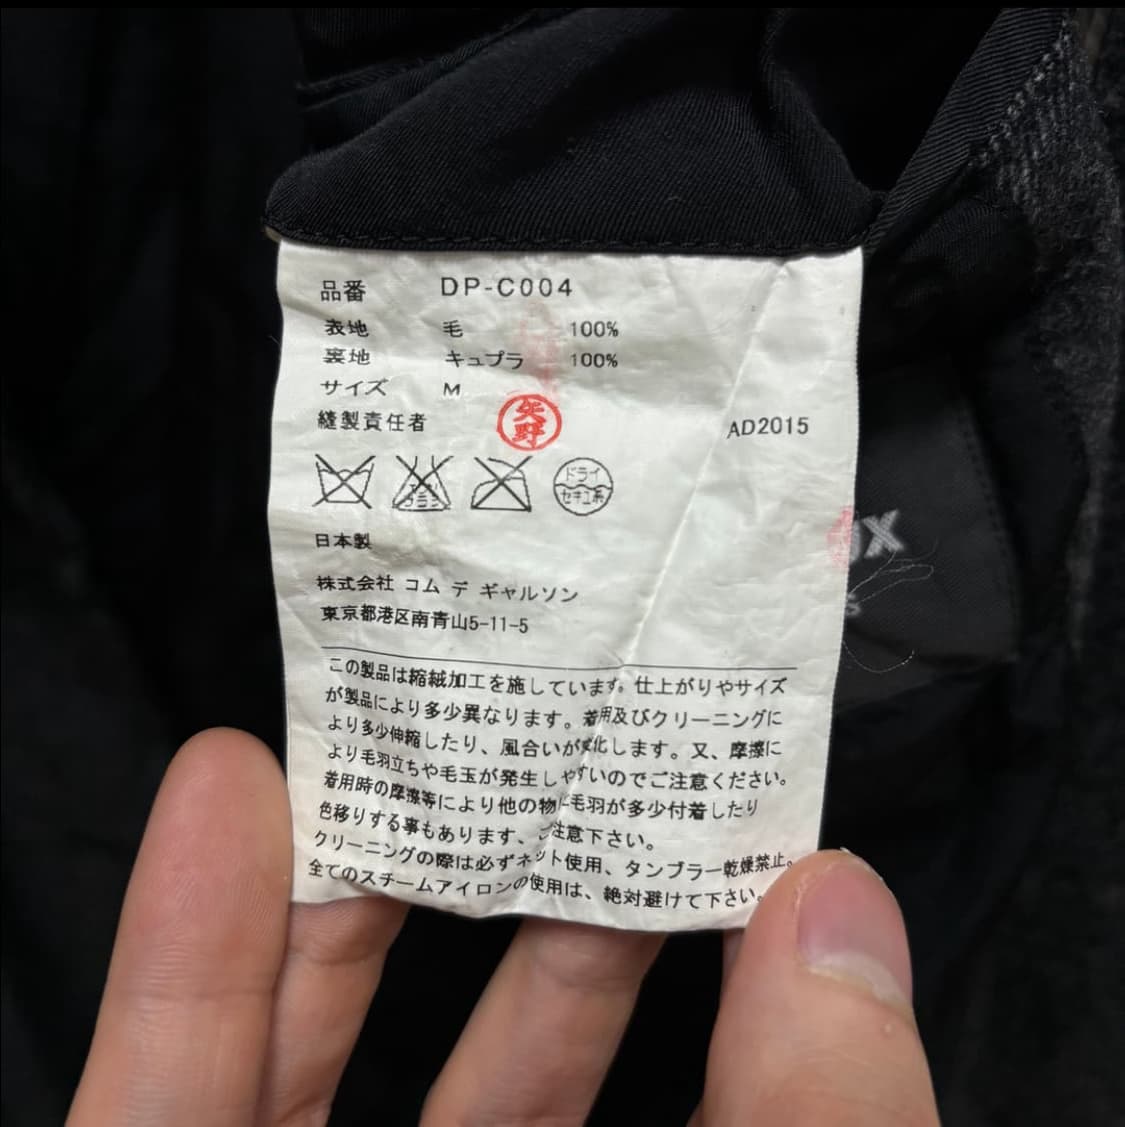 品番 DP-C004
表地 毛 100%
裏地 キュプラ 100%
サイズ M
縫製責任者 矢野 AD2015
ドライ
セキユ系
日本製
株式会社 コム デ ギャルソン
東京都港区南青山5-11-5
この製品は縮絨加工を施しています。仕上がりやサイズ
が製品により多少異なります。着用及びクリーニングに
より多少伸縮したり、風合いが変化します。又、摩擦に
より毛羽立ちや毛玉が発生しやすいのでご注意ください。
着用時の摩擦等により他の物に毛羽が多少付着したり
色移りする事もあります、ご注意下さい。
クリーニングの際は必ずネット使用、タンブラー乾燥禁止。
全てのスチームアイロンの使用は、絶対避けて下さい。